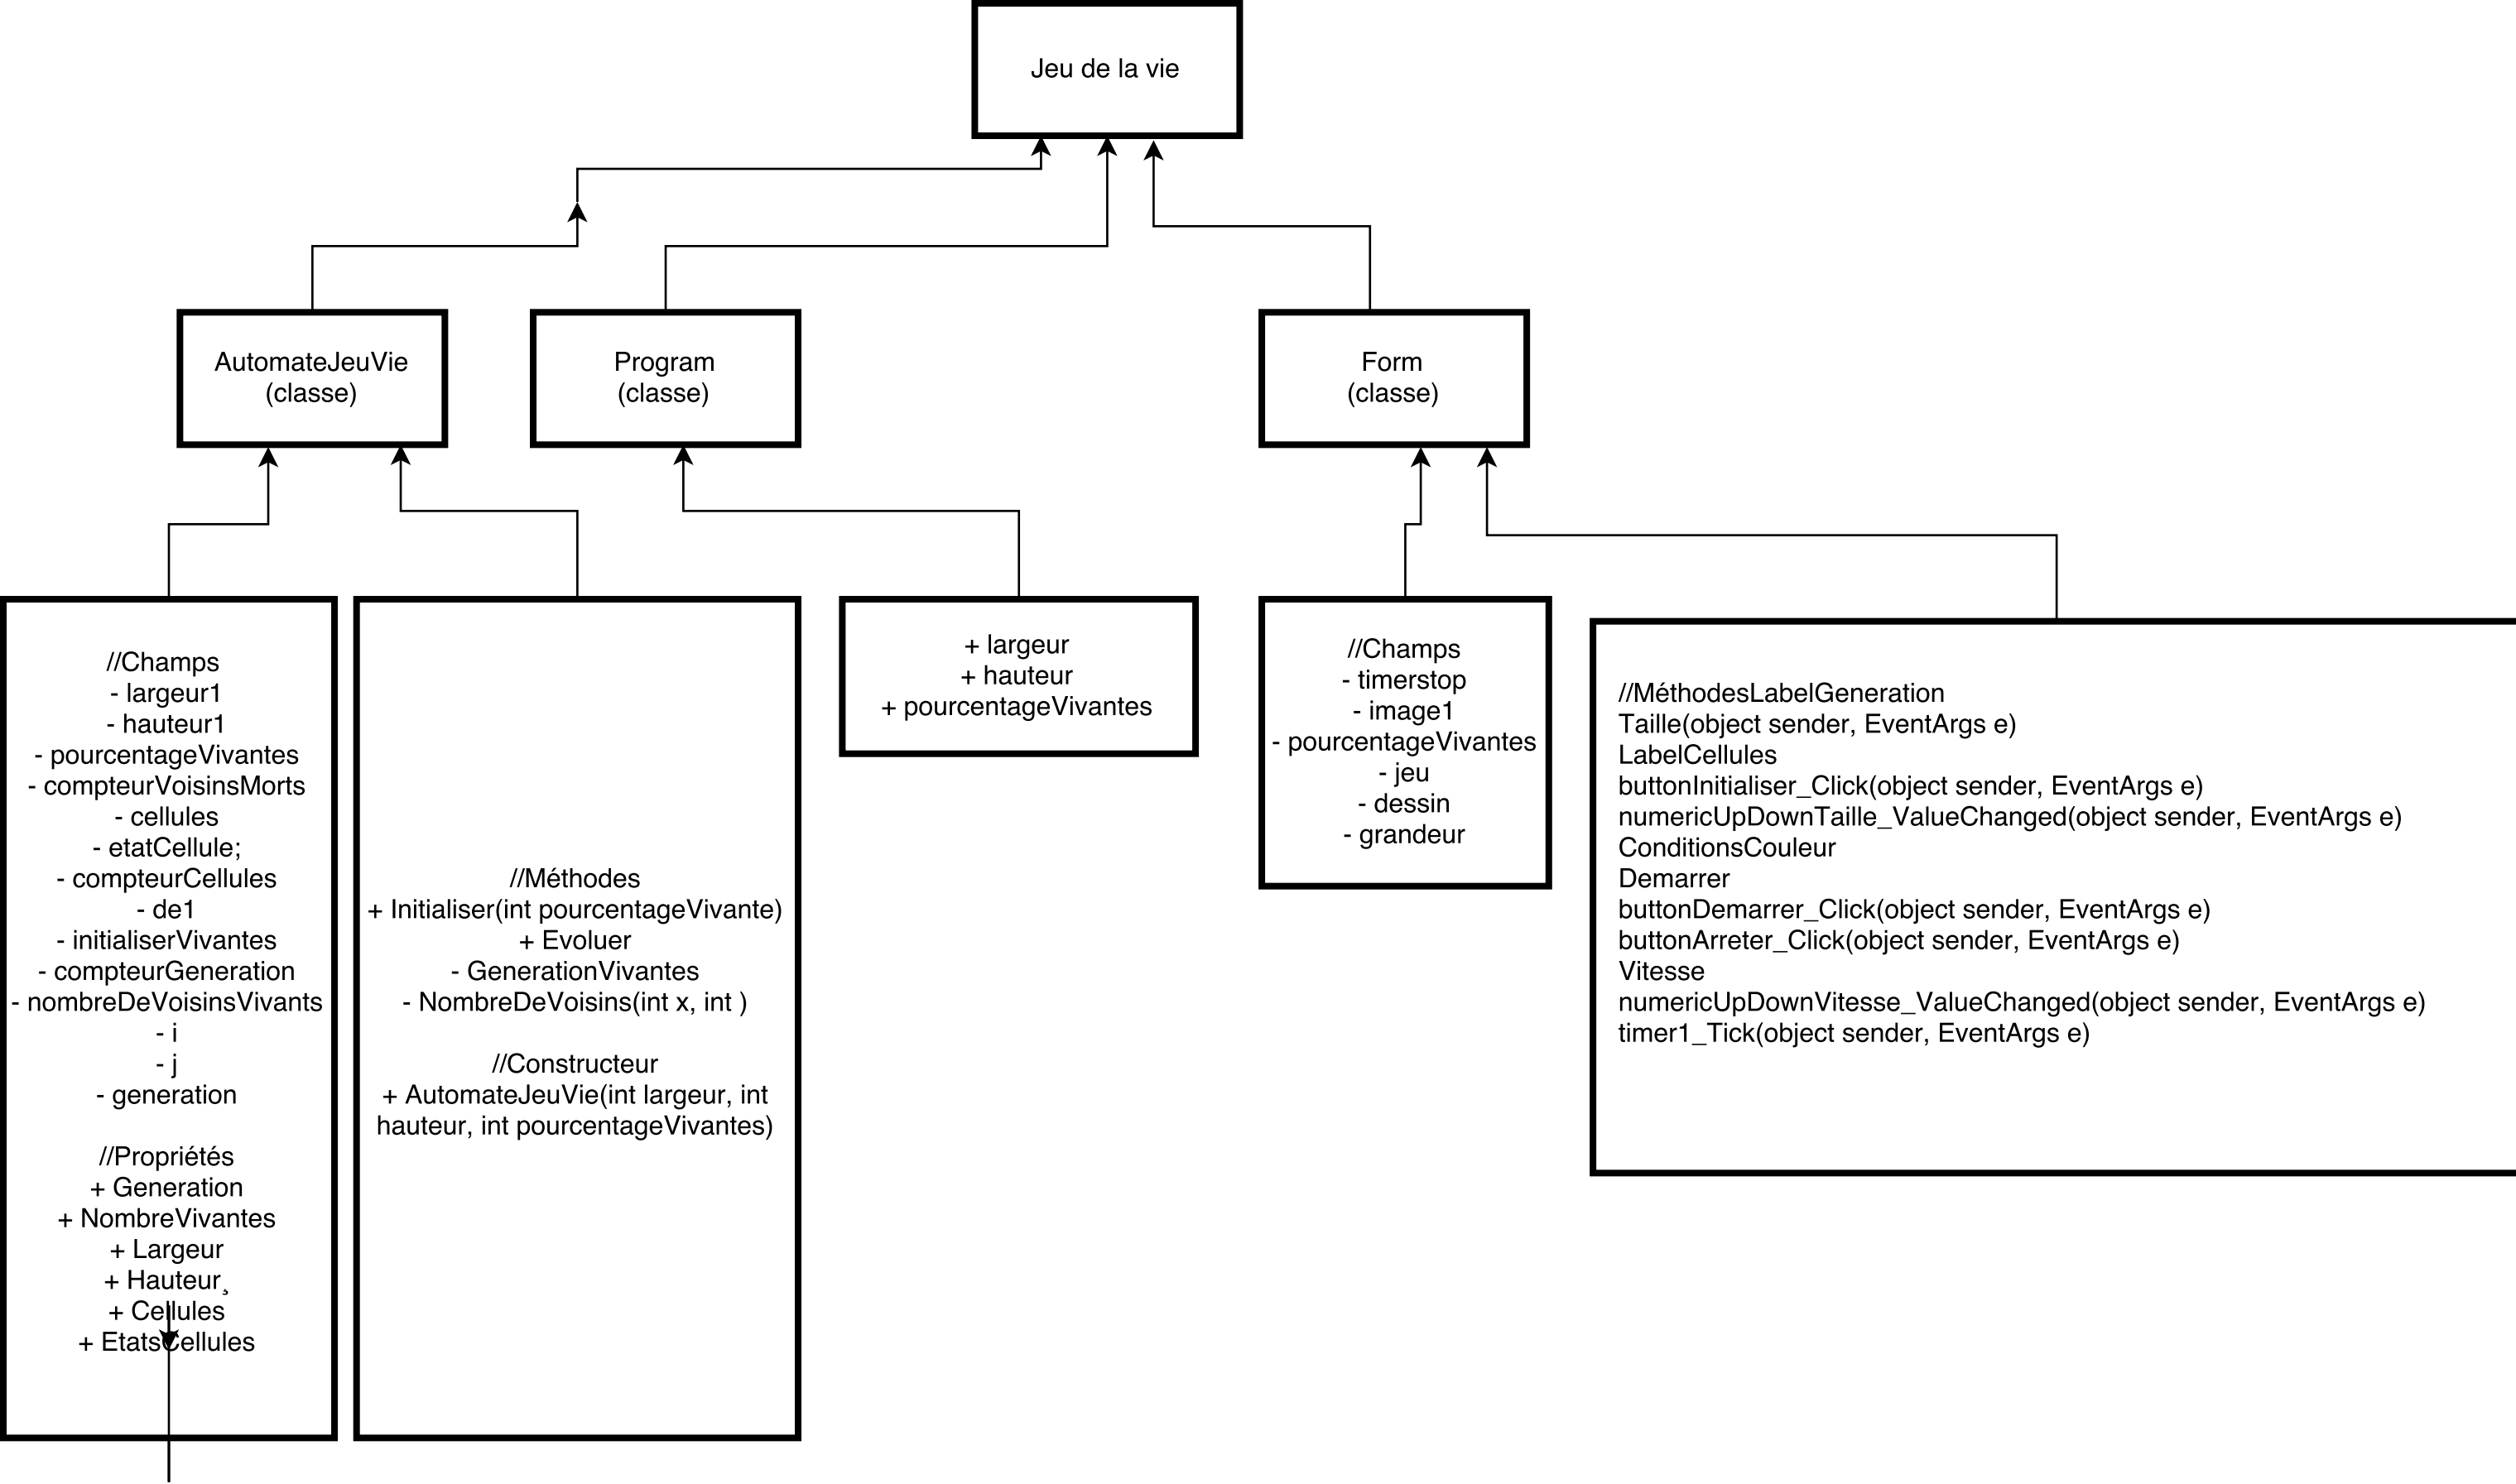 Jeu de la vie
AutomateJeuVie
(classe)
Program
(classe)
Form
(classe)
//Champs
- largeur1
- hauteur1
- pourcentageVivantes
- compteurVoisinsMorts
- cellules
- etatCellule;
- compteurCellules
- de1
- initialiserVivantes
- compteurGeneration
- nombreDeVoisinsVivants
- i
- j
- generation
//Propriétés
+ Generation
+ NombreVivantes
+ Largeur
+ Hauteur¸
+ Cellules
+ EtatsCellules
//Méthodes
+ Initialiser(int pourcentageVivante)
+ Evoluer
- GenerationVivantes
- NombreDeVoisins(int x, int )
//Constructeur
+ AutomateJeuVie(int largeur, int
hauteur, int pourcentageVivantes)
+ largeur
+ hauteur
+ pourcentageVivantes
//Champs
- timerstop
- image1
- pourcentageVivantes
- jeu
- dessin
- grandeur
//MéthodesLabelGeneration
Taille(object sender, EventArgs e)
LabelCellules
buttonInitialiser_Click(object sender, EventArgs e)
numericUpDownTaille_ValueChanged(object sender, EventArgs e)
ConditionsCouleur
Demarrer
buttonDemarrer_Click(object sender, EventArgs e)
buttonArreter_Click(object sender, EventArgs e)
Vitesse
numericUpDownVitesse_ValueChanged(object sender, EventArgs e)
timer1_Tick(object sender, EventArgs e)